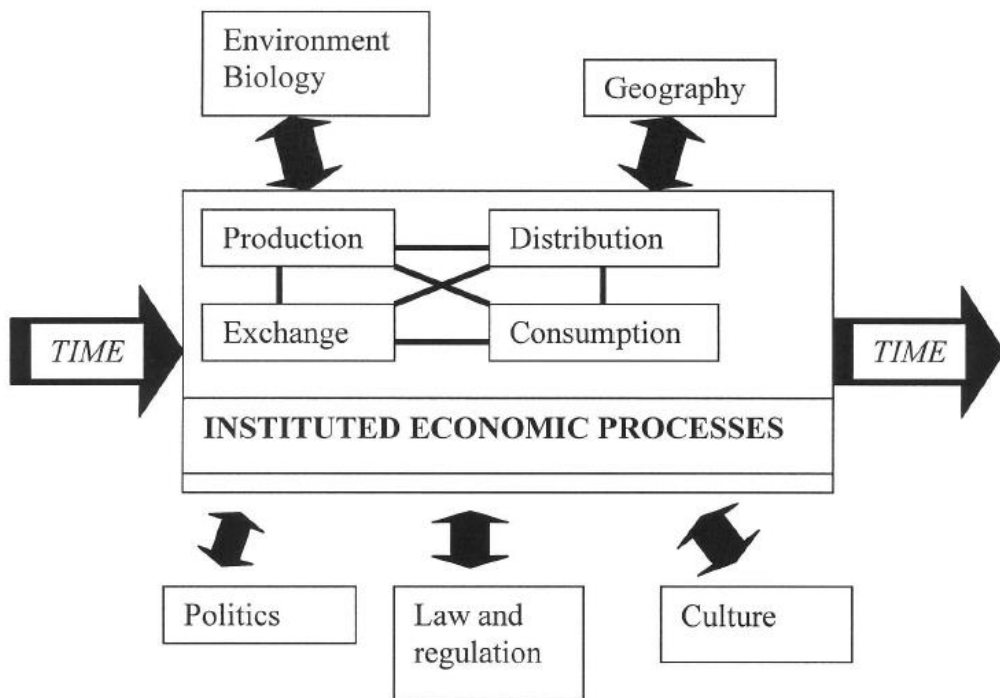 Environment
Biology
Geography
Production
Distribution
Exchange
Consumption
TIME
TIME
INSTITUTED ECONOMIC PROCESSES
Politics
Law and
regulation
Culture